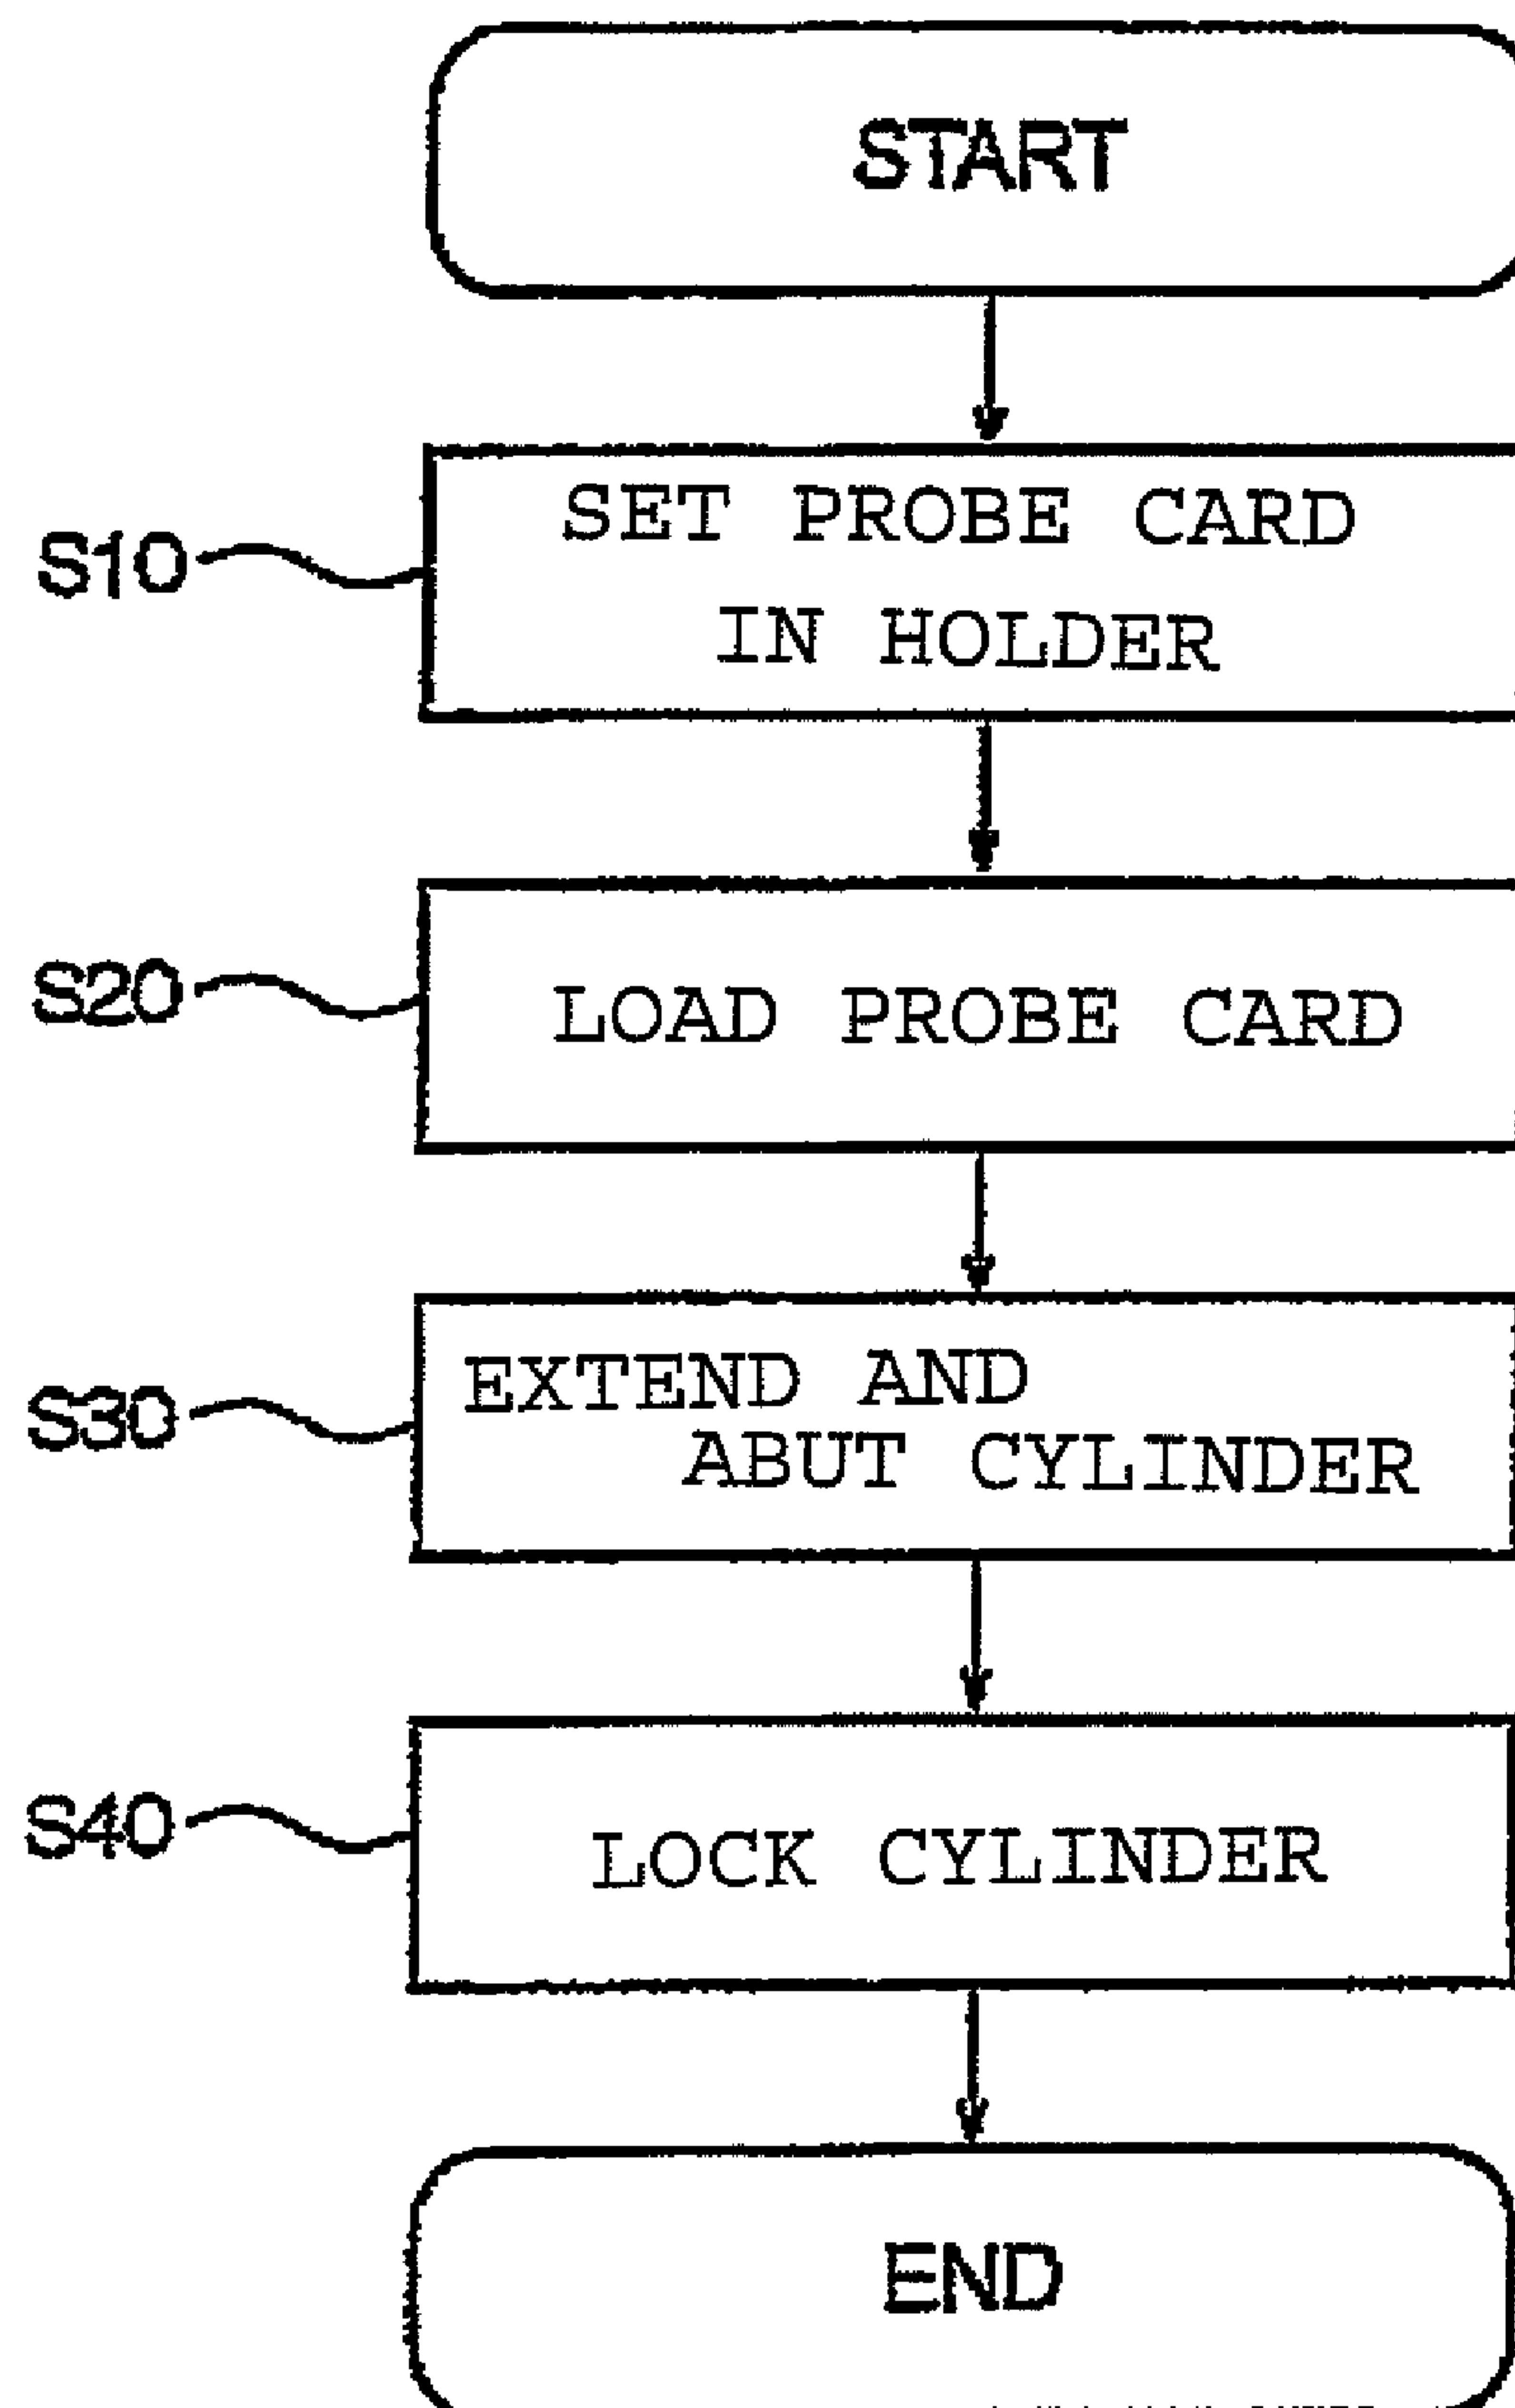 START
S10
SET PROBE CARD
IN HOLDER
S20
LOAD PROBE CARD
S30
EXTEND AND
ABUT CYLINDER
S40
LOCK CYLINDER
END